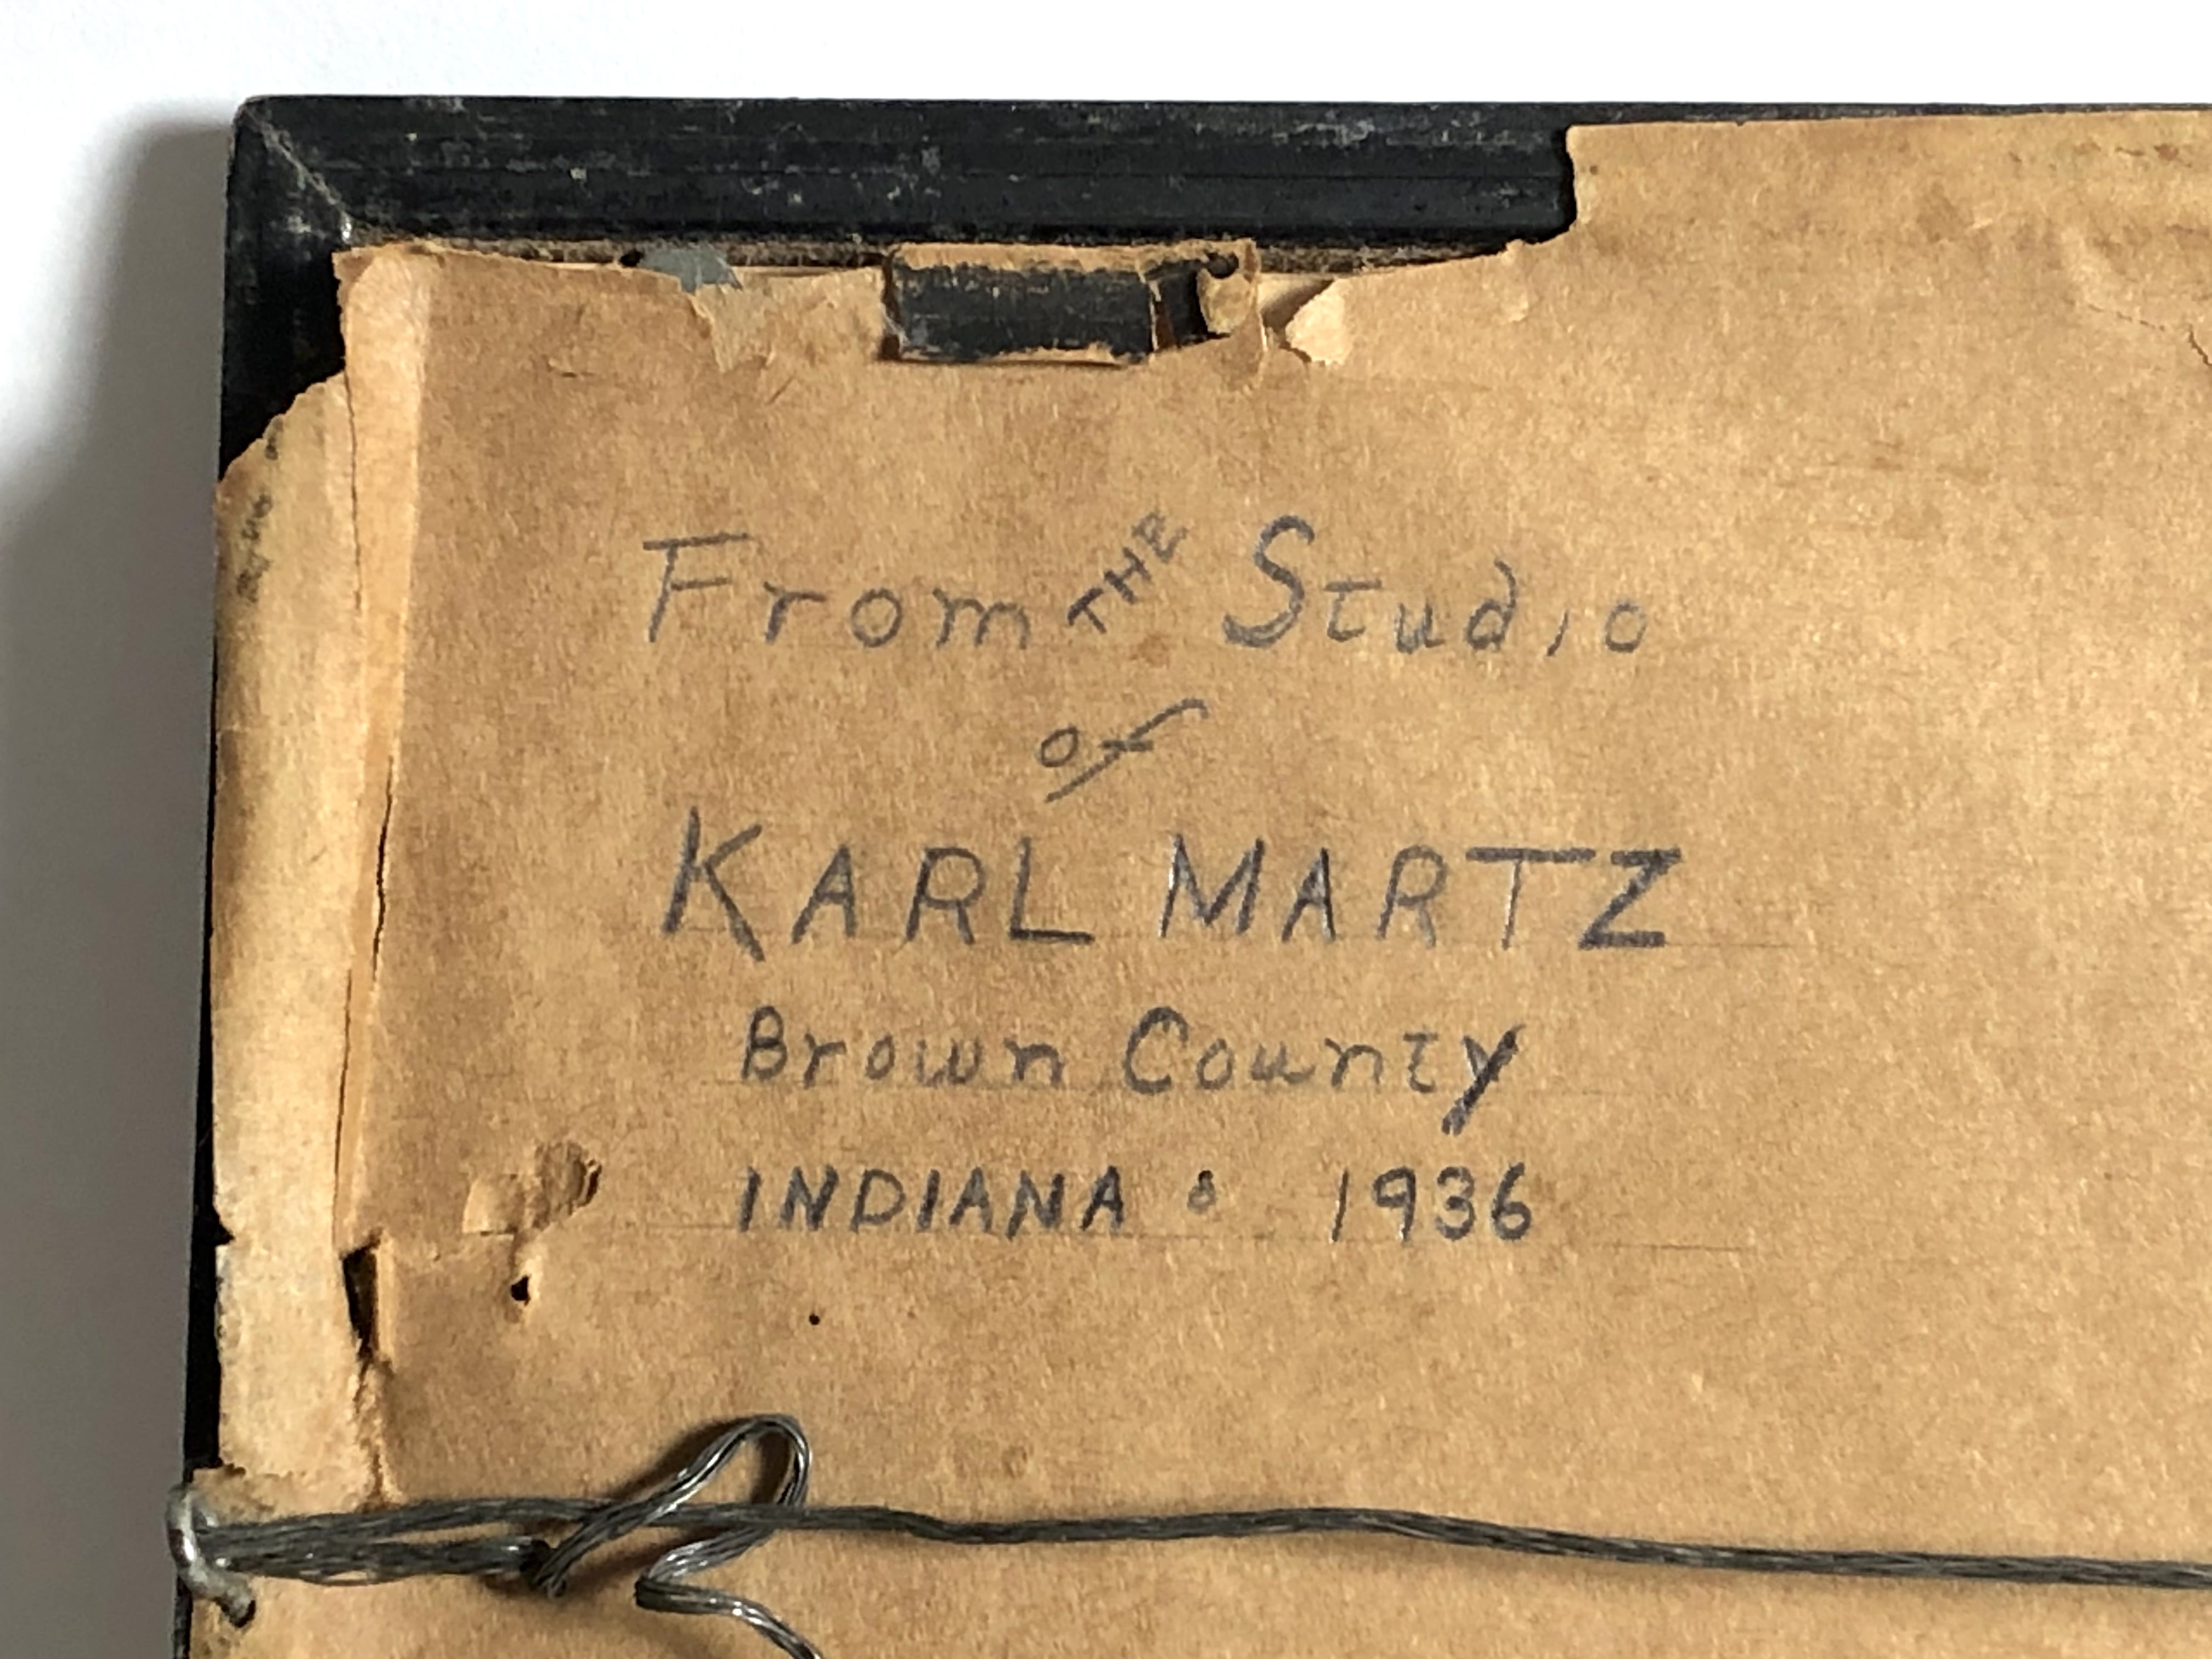 From THE Studio
of
KARL MARTZ
Brown County
INDIANA • 1936